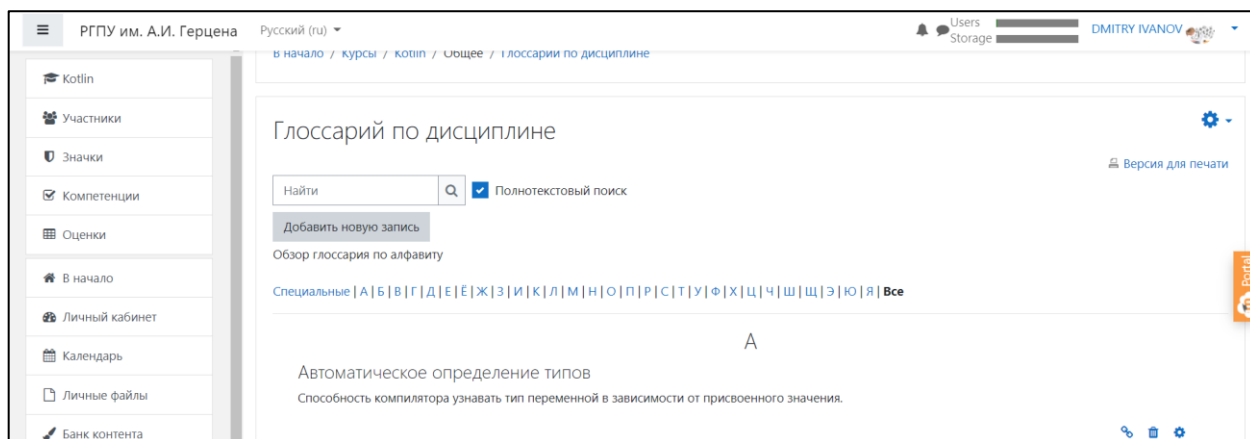 РГПУ им. А.И. Герцена
Русский (ru)
Users
Storage
DMITRY IVANOV
В начало / Курсы / Kotlin / Общее / Глоссарий по дисциплине
Kotlin
Участники
Значки
Компетенции
Оценки
В начало
Личный кабинет
Календарь
Личные файлы
Банк контента
Глоссарий по дисциплине
Версия для печати
Найти
Полнотекстовый поиск
Добавить новую запись
Обзор глоссария по алфавиту
Специальные | А | Б | В | Г | Д | Е | Ё | Ж | З | И | К | Л | М | Н | О | П | Р | С | Т | У | Ф | Х | Ц | Ч | Ш | Щ | Э | Ю | Я | Все
А
Автоматическое определение типов
Способность компилятора узнавать тип переменной в зависимости от присвоенного значения.
Portal